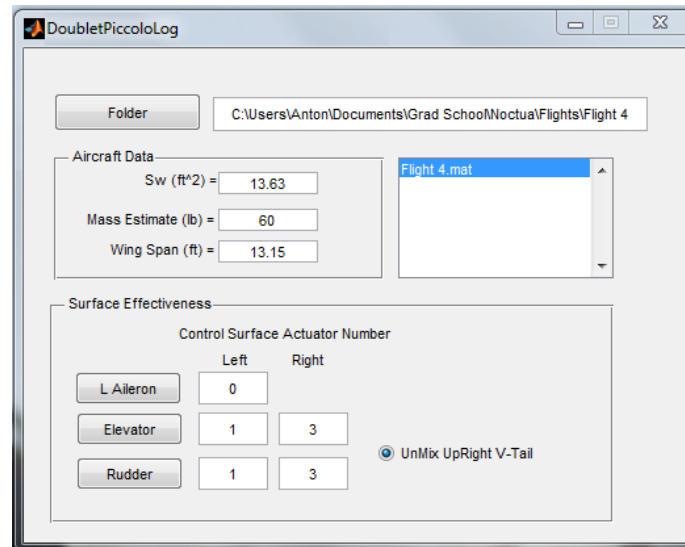 DoubletPiccoloLog
Folder C:\Users\Anton\Documents\Grad School\Noctua\Flights\Flight 4
Aircraft Data
Sw (ft^2) = 13.63
Mass Estimate (lb) = 60
Wing Span (ft) = 13.15
Flight 4.mat
Surface Effectiveness
Control Surface Actuator Number
Left Right
L Aileron 0
Elevator 1 3
UnMix UpRight V-Tail
Rudder 1 3